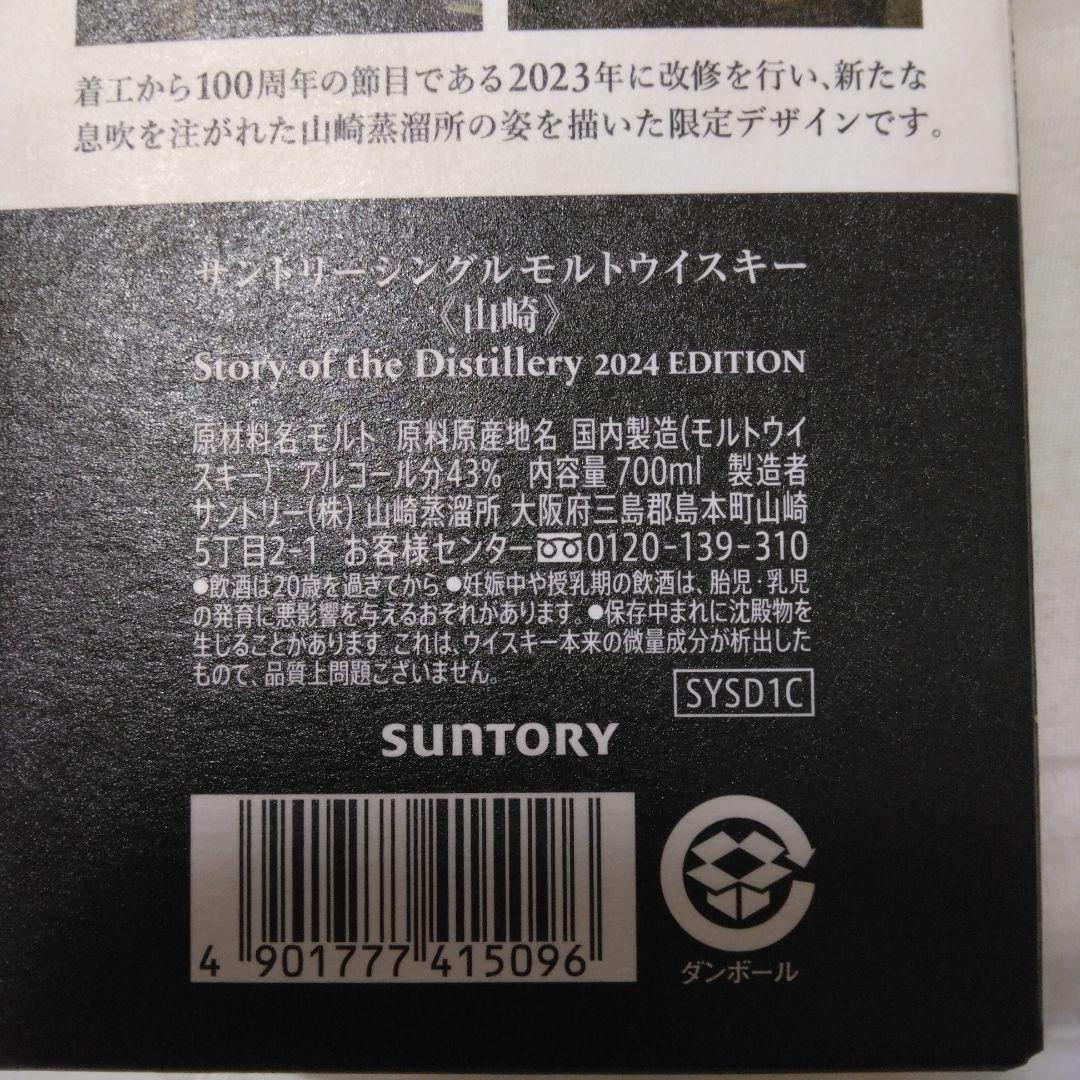 着工から100周年の節目である2023年に改修を行い、新たな
息吹を注がれた山崎蒸溜所の姿を描いた限定デザインです。
サントリーシングルモルトウイスキー
《山崎》
Story of the Distillery 2024 EDITION
原材料名 モルト 原料原産地名 国内製造(モルトウイ
スキー) アルコール分43% 内容量 700ml 製造者
サントリー(株) 山崎蒸溜所 大阪府三島郡島本町山崎
5丁目2-1 お客様センター 0120-139-310
●飲酒は20歳を過ぎてから ●妊娠中や授乳期の飲酒は、胎児・乳児
の発育に悪影響を与えるおそれがあります。●保存中まれに沈殿物を
生じることがあります。これは、ウイスキー本来の微量成分が析出した
もので、品質上問題ございません。
SYSD1C
SUNTORY
4 901777 415096
ダンボール